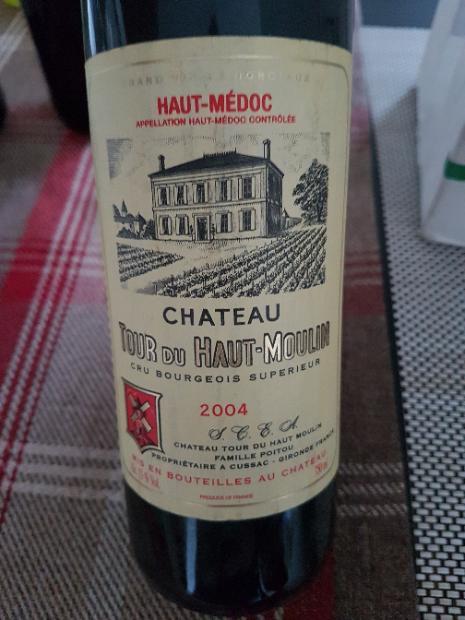 HAUT-MÉDOC
APPELLATION HAUT-MÉDOC CONTRÔLÉE
CHATEAU
TOUR DU HAUT-MOULIN
CRU BOURGEOIS SUPERIEUR
2004
S. C. E. A.
CHATEAU TOUR DU HAUT MOULIN
FAMILLE POITOU
PROPRIÉTAIRE A CUSSAC - GIRONDE FRANCE
MIS EN BOUTEILLES AU CHATEAU
PRODUCE OF FRANCE